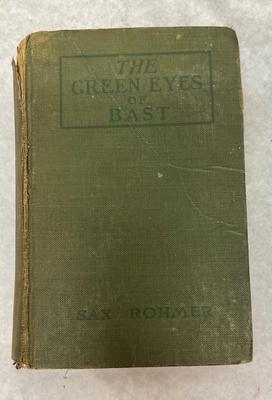 THE
GREEN EYES
OF
BAST
SAX ROHMER